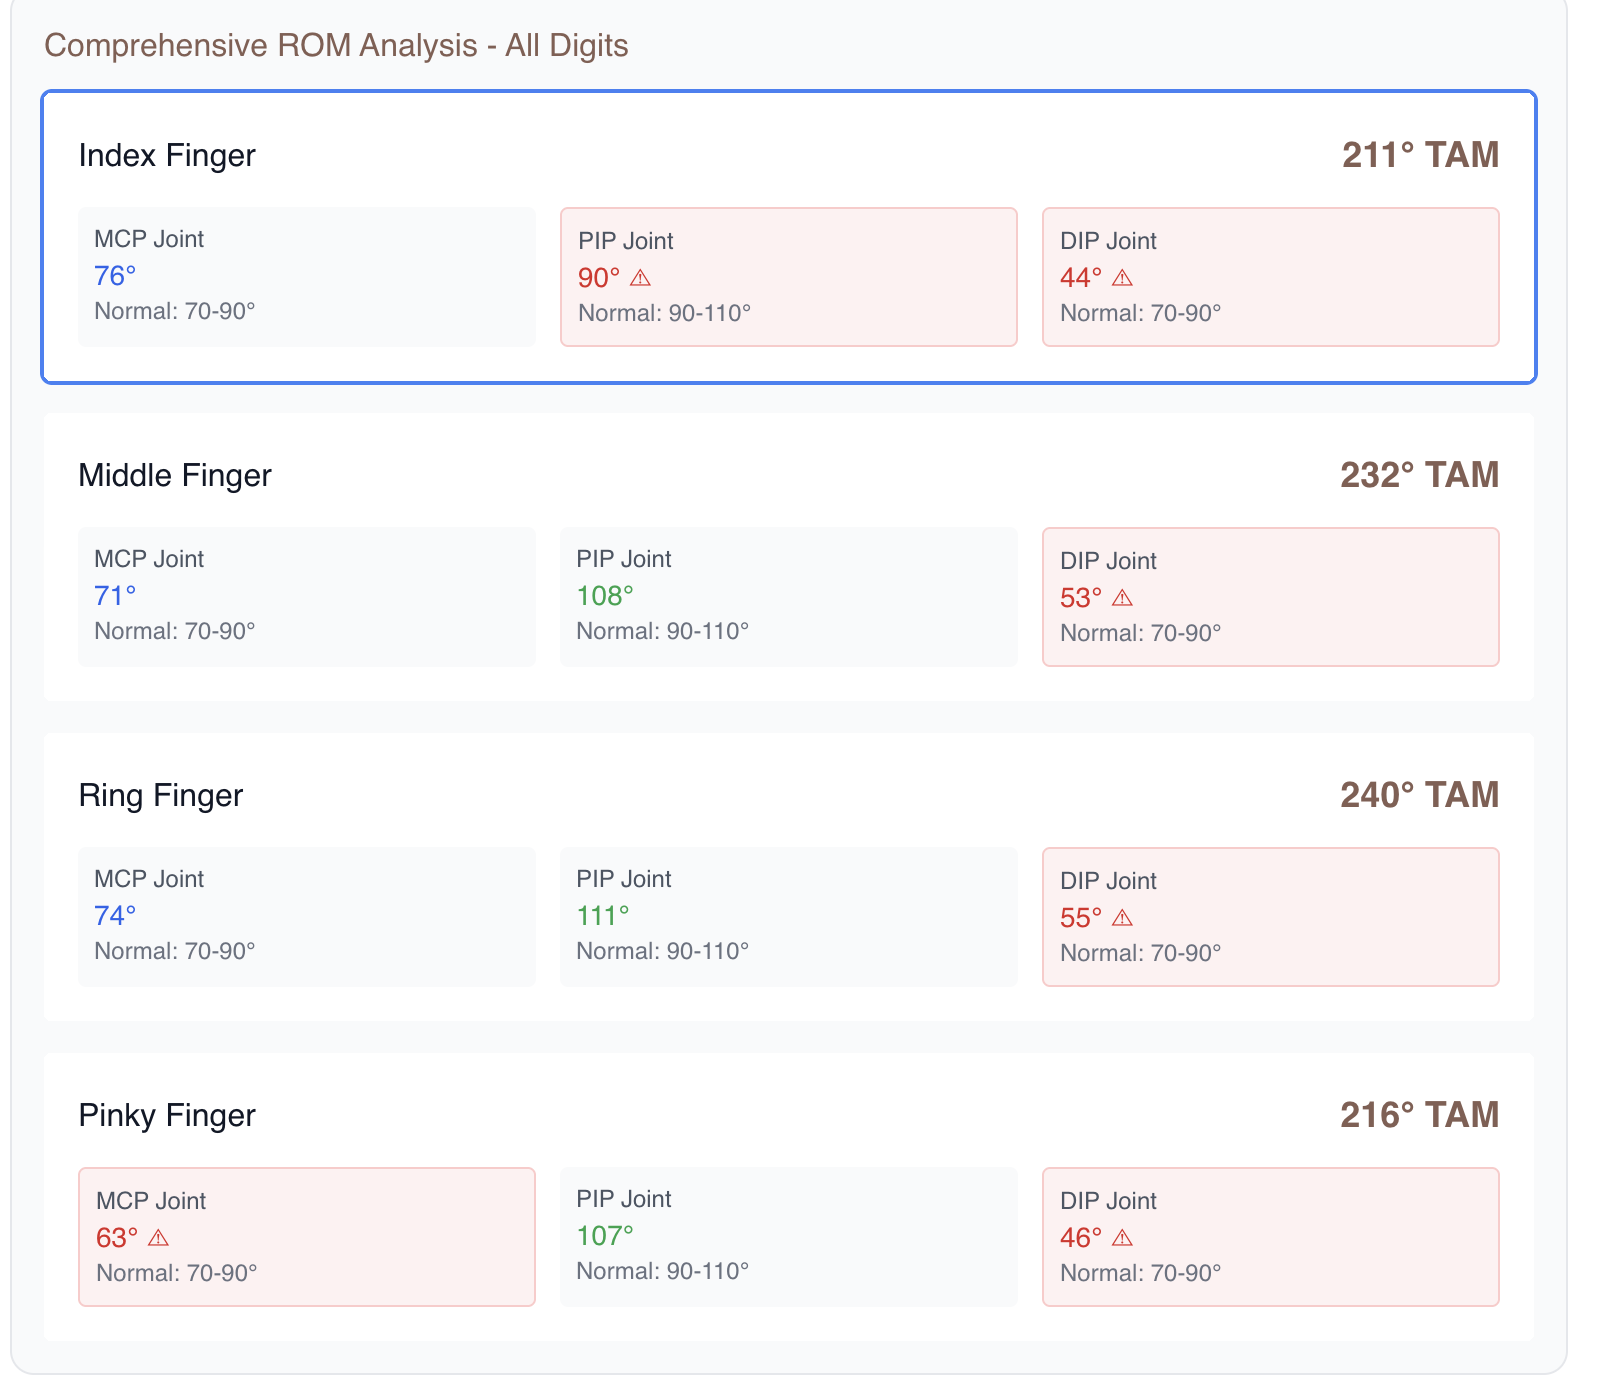 Comprehensive ROM Analysis - All Digits
Index Finger
211° TAM
MCP Joint
76°
Normal: 70-90°
PIP Joint
90° ⚠
Normal: 90-110°
DIP Joint
44° ⚠
Normal: 70-90°
Middle Finger
232° TAM
MCP Joint
71°
Normal: 70-90°
PIP Joint
108°
Normal: 90-110°
DIP Joint
53° ⚠
Normal: 70-90°
Ring Finger
240° TAM
MCP Joint
74°
Normal: 70-90°
PIP Joint
111°
Normal: 90-110°
DIP Joint
55° ⚠
Normal: 70-90°
Pinky Finger
216° TAM
MCP Joint
63° ⚠
Normal: 70-90°
PIP Joint
107°
Normal: 90-110°
DIP Joint
46° ⚠
Normal: 70-90°